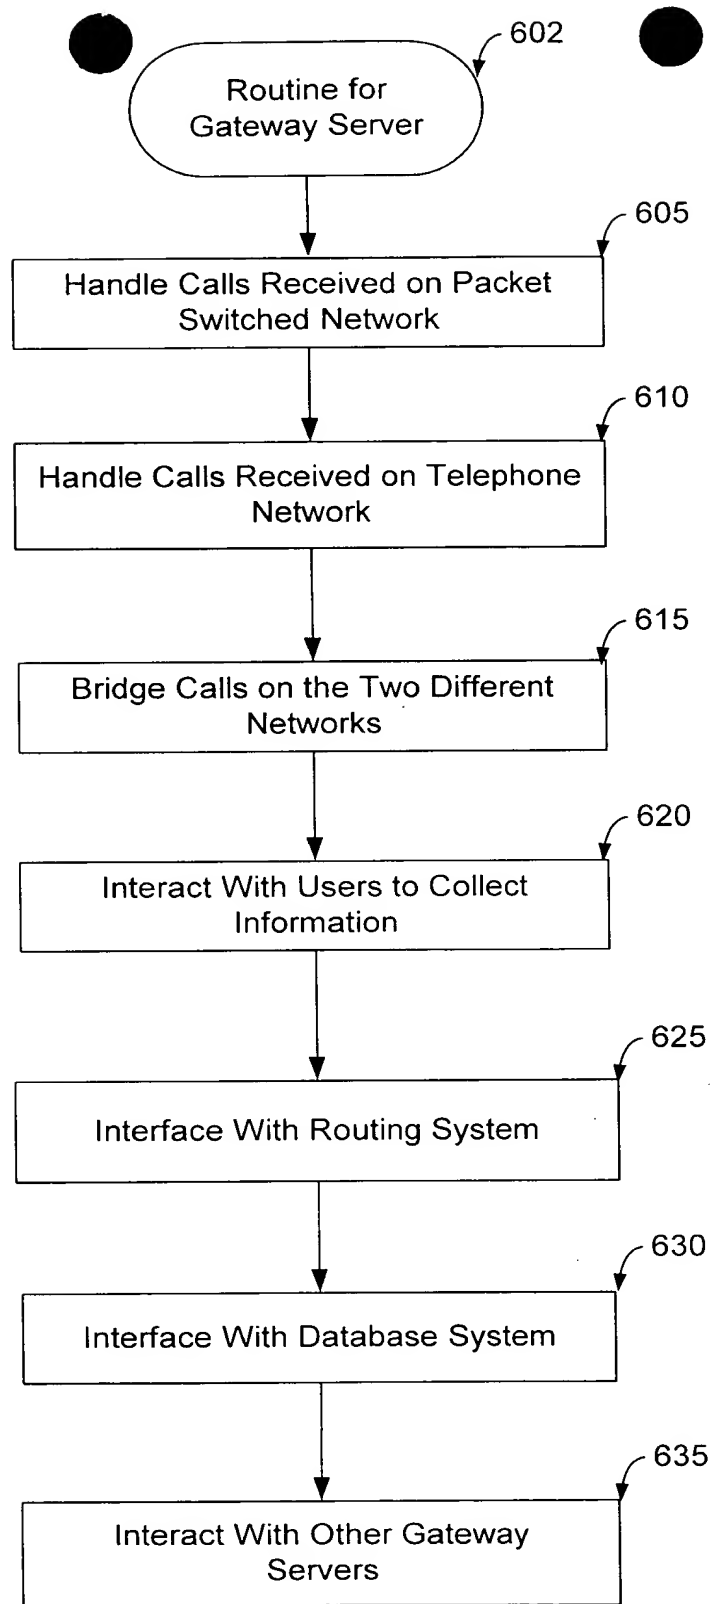 602
Routine for
Gateway Server
605
Handle Calls Received on Packet
Switched Network
610
Handle Calls Received on Telephone
Network
615
Bridge Calls on the Two Different
Networks
620
Interact With Users to Collect
Information
625
Interface With Routing System
630
Interface With Database System
635
Interact With Other Gateway
Servers